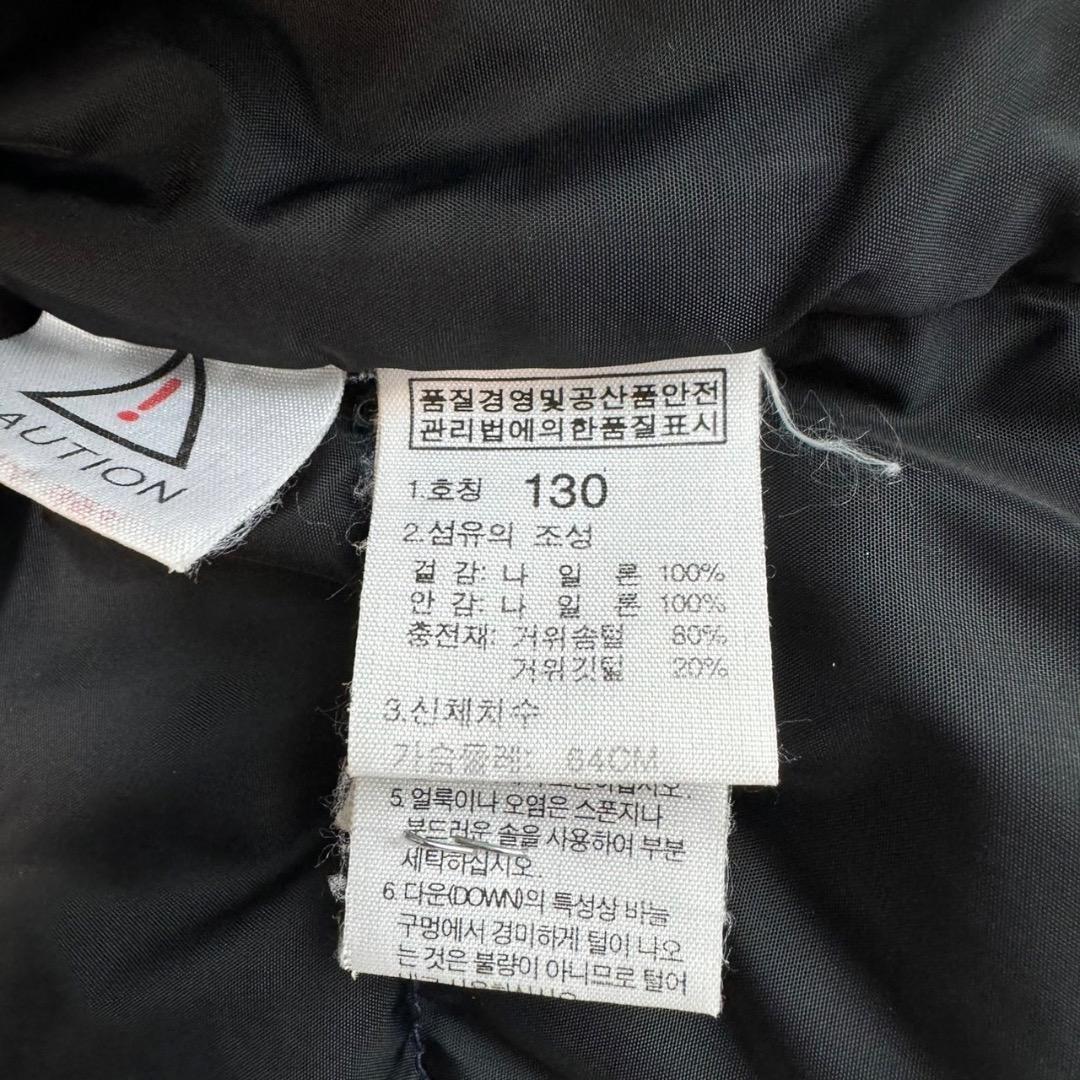 !
AUTION
품질경영및공산품안전
관리법에의한품질표시
1.호칭 130
2.섬유의 조성
겉 감: 나 일 론 100%
안 감: 나 일 론 100%
충전재: 거위솜털 80%
거위깃털 20%
3.신체치수
가슴둘레: 64CM
5. 얼룩이나 오염은 스폰지나
부드러운 솔을 사용하여 부분
세탁하십시오.
6. 다운(DOWN)의 특성상 바늘
구멍에서 경미하게 털이 나오
는 것은 불량이 아니므로 털어